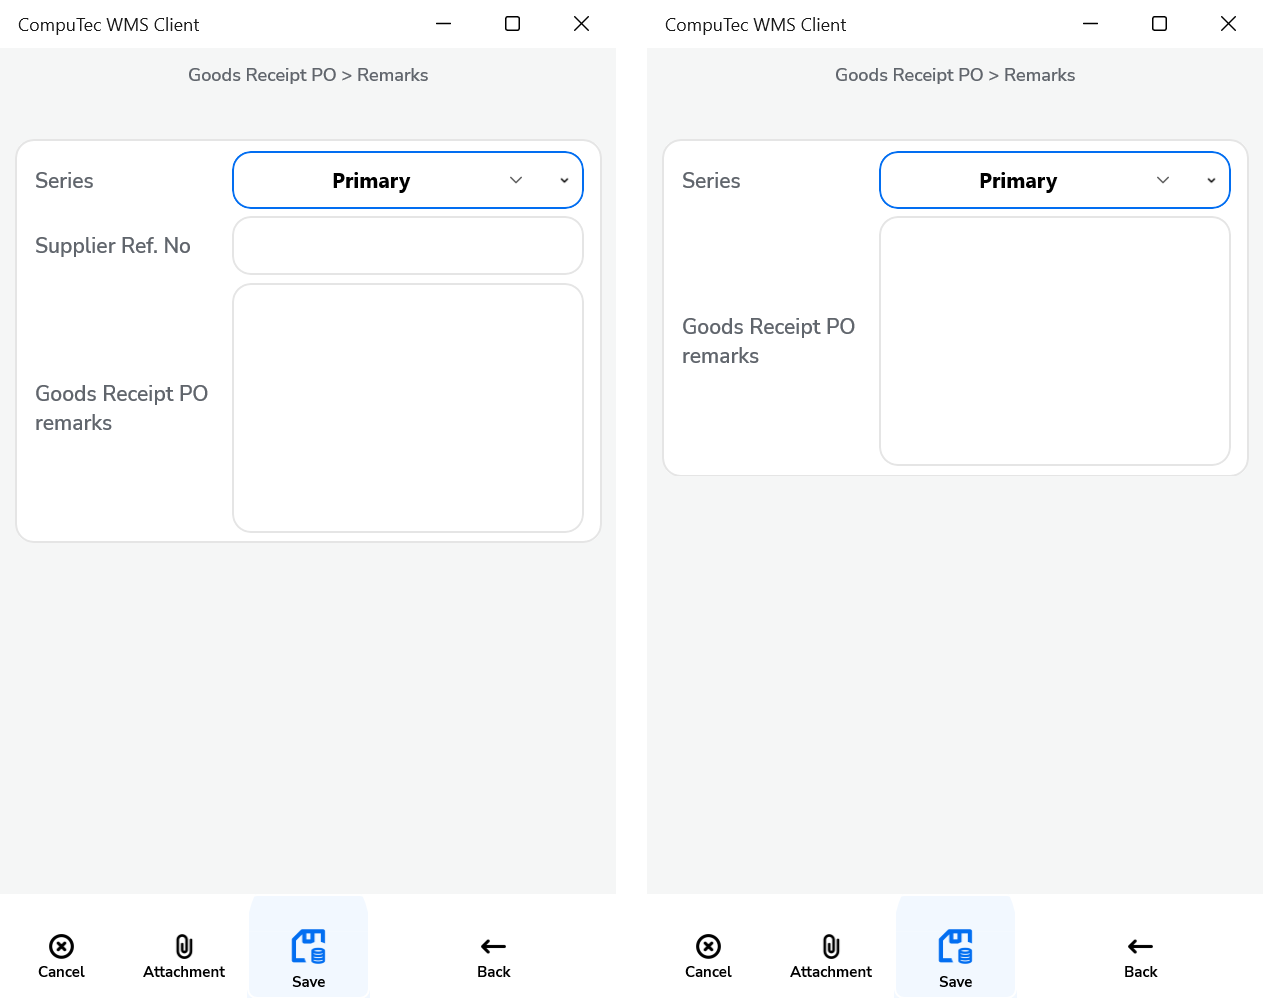 CompuTec WMS Client
Goods Receipt PO > Remarks
Series
Primary
Supplier Ref. No
Goods Receipt PO
remarks
Cancel
Attachment
Save
Back
CompuTec WMS Client
Goods Receipt PO > Remarks
Series
Primary
Goods Receipt PO
remarks
Cancel
Attachment
Save
Back